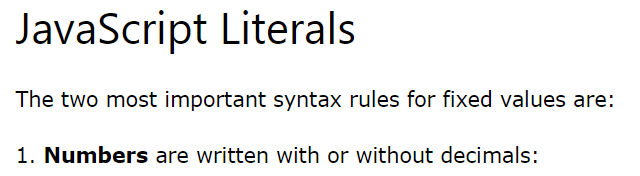 JavaScript Literals
The two most important syntax rules for fixed values are:
1. Numbers are written with or without decimals: